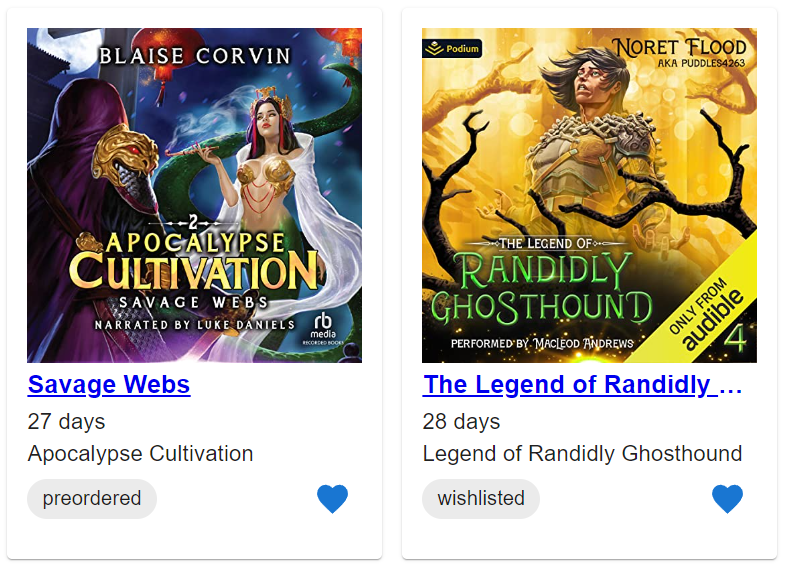 BLAISE CORVIN
2
APOCALYPSE
CULTIVATION
SAVAGE WEBS
NARRATED BY LUKE DANIELS
rb
media
RECORDED BOOKS
Savage Webs
27 days
Apocalypse Cultivation
preordered
Podium
NORET FLOOD
AKA PUDDLES4263
THE LEGEND OF
RANDIDLY
GHOSTHOUND
PERFORMED BY MACLEOD ANDREWS
ONLY FROM
audible
4
The Legend of Randidly ...
28 days
Legend of Randidly Ghosthound
wishlisted